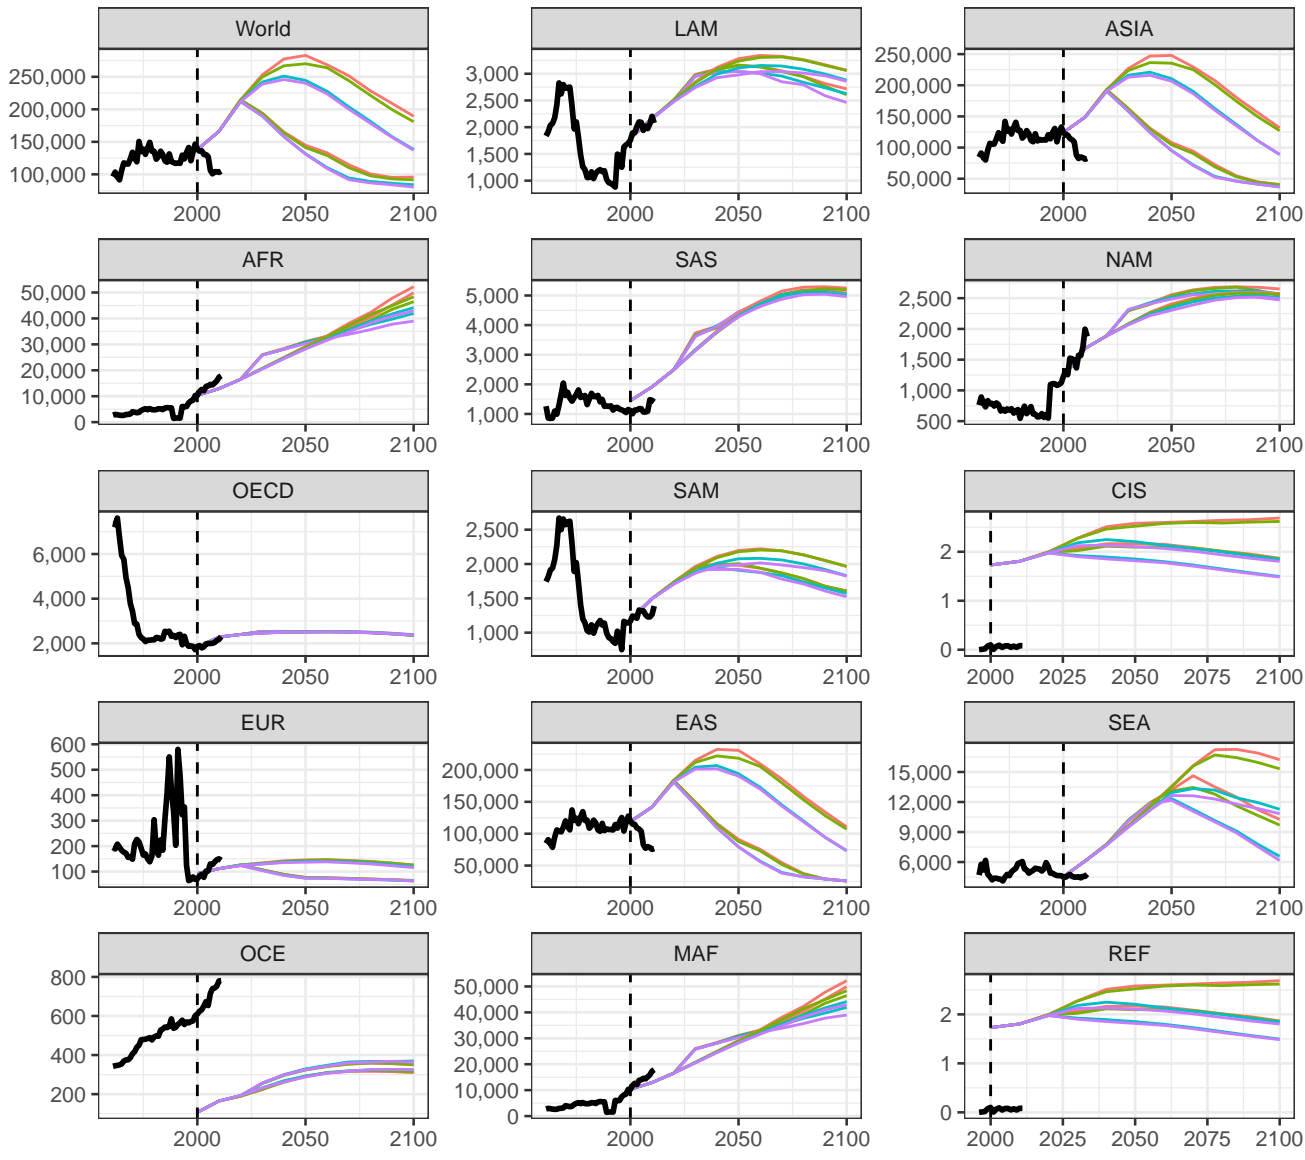 World
250,000
200,000
150,000
100,000
2000 2050 2100
LAM
3,000
2,500
2,000
1,500
1,000
2000 2050 2100
ASIA
250,000
200,000
150,000
100,000
50,000
2000 2050 2100
AFR
50,000
40,000
30,000
20,000
10,000
0
2000 2050 2100
SAS
5,000
4,000
3,000
2,000
1,000
2000 2050 2100
NAM
2,500
2,000
1,500
1,000
500
2000 2050 2100
OECD
6,000
4,000
2,000
2000 2050 2100
SAM
2,500
2,000
1,500
1,000
2000 2050 2100
CIS
2
1
0
2000 2025 2050 2075 2100
EUR
600
500
400
300
200
100
2000 2050 2100
EAS
200,000
150,000
100,000
50,000
2000 2050 2100
SEA
15,000
12,000
9,000
6,000
2000 2050 2100
OCE
800
600
400
200
2000 2050 2100
MAF
50,000
40,000
30,000
20,000
10,000
0
2000 2050 2100
REF
2
1
0
2000 2025 2050 2075 2100